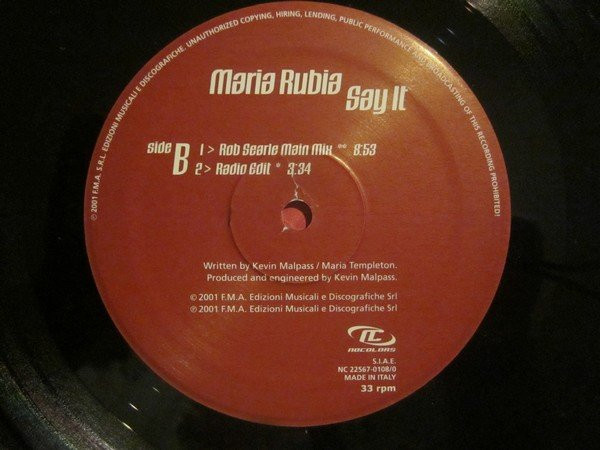 © 2001 F.M.A. S.R.L. EDIZIONI MUSICALI E DISCOGRAFICHE. UNAUTHORIZED COPYING, HIRING, LENDING, PUBLIC PERFORMANCE AND BROADCASTING OF THIS RECORDING PROHIBITED!
Maria Rubia
Say It
side B
1 > Rob Searle Main Mix ** 8:53
2 > Radio Edit * 3:34
Written by Kevin Malpass / Maria Templeton.
Produced and engineered by Kevin Malpass.
© 2001 F.M.A. Edizioni Musicali e Discografiche Srl
℗ 2001 F.M.A. Edizioni Musicali e Discografiche Srl
NOCOLORS
S.I.A.E.
NC 22567-0108/0
MADE IN ITALY
33 rpm